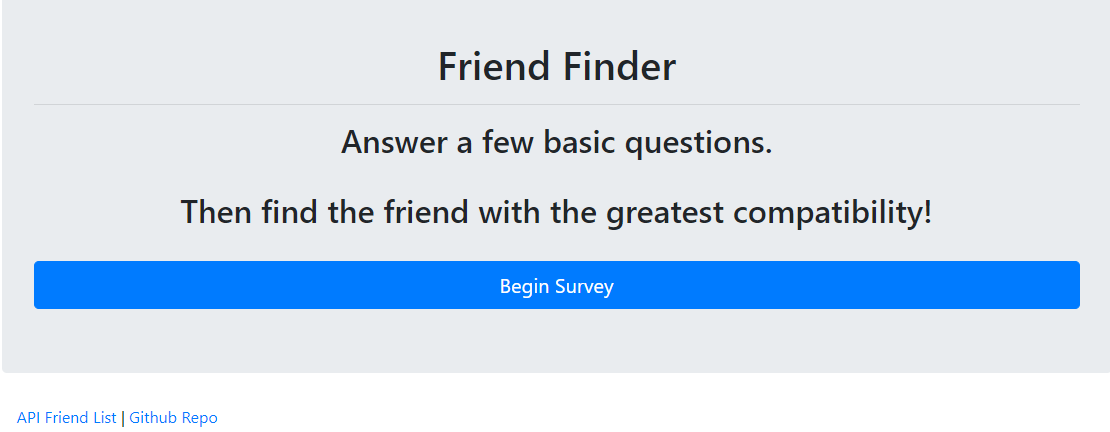 Friend Finder
Answer a few basic questions.
Then find the friend with the greatest compatibility!
Begin Survey
API Friend List | Github Repo